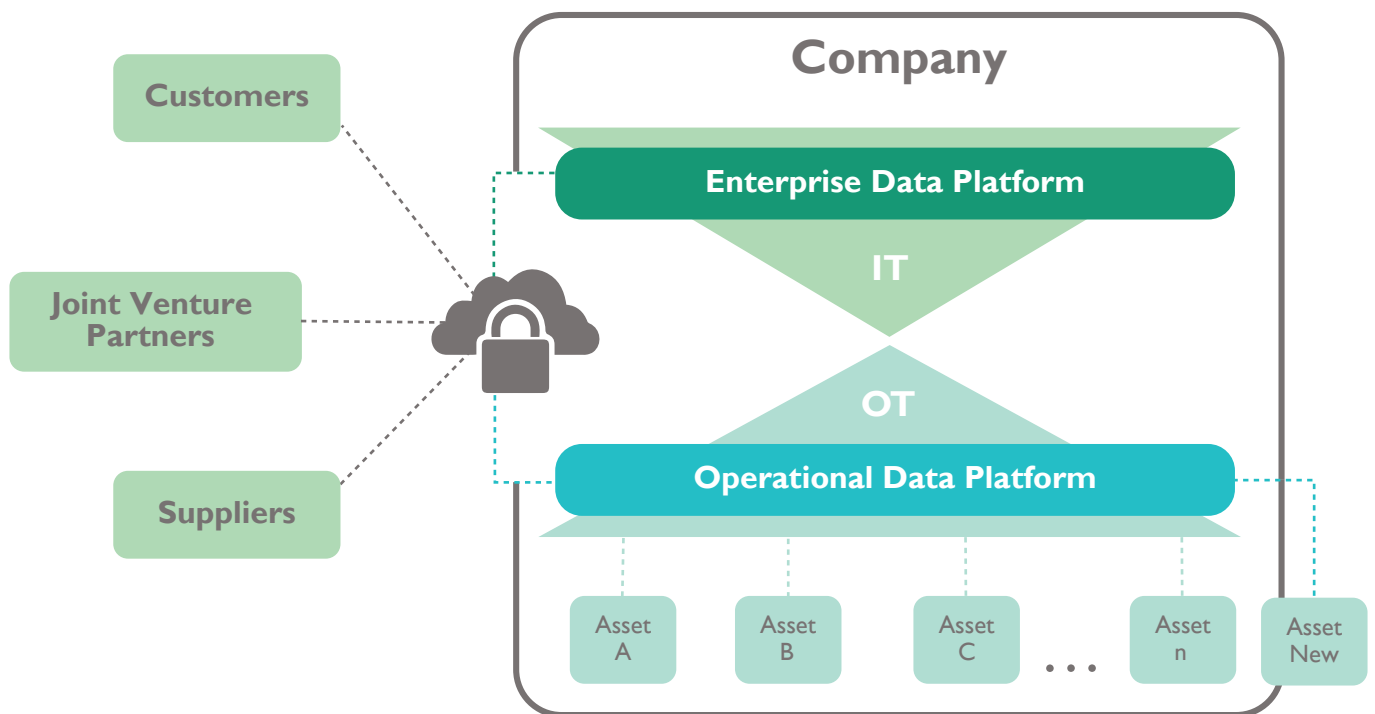 Company
Customers
Enterprise Data Platform
IT
Joint Venture
Partners
OT
Operational Data Platform
Suppliers
Asset
A
Asset
B
Asset
C
...
Asset
n
Asset
New